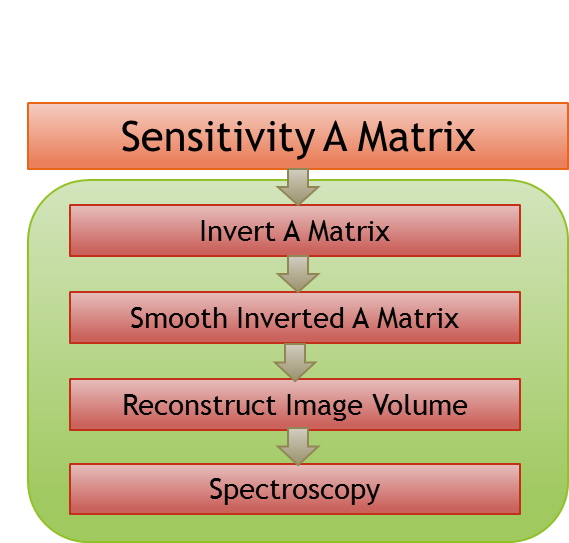 Sensitivity A Matrix
Invert A Matrix
Smooth Inverted A Matrix
Reconstruct Image Volume
Spectroscopy